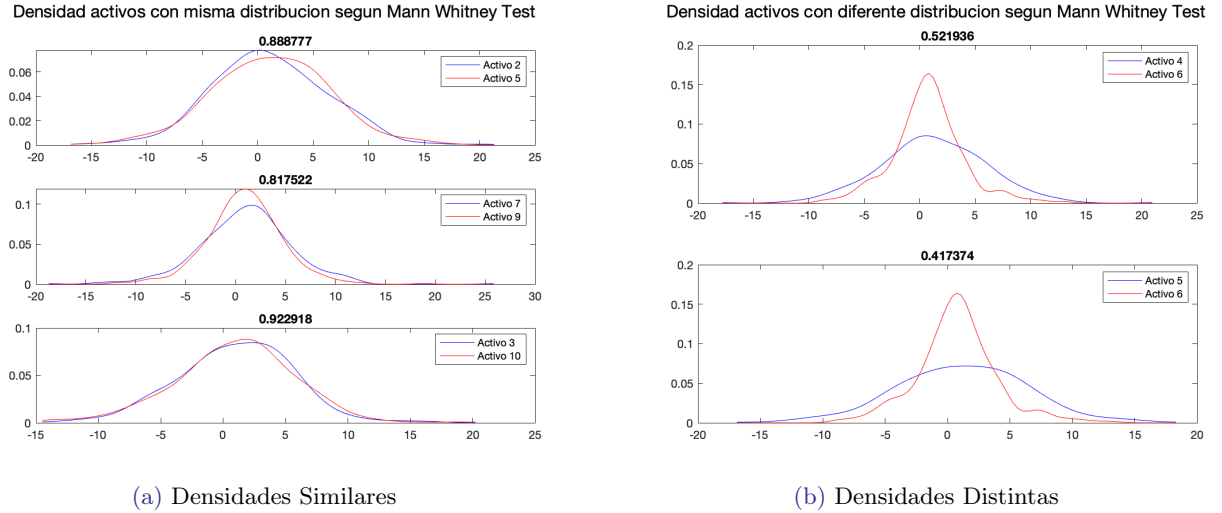 Densidad activos con misma distribucion segun Mann Whitney Test
0.888777
Activo 2
Activo 5
0.06
0.04
0.02
0
-20 -15 -10 -5 0 5 10 15 20 25
0.817522
Activo 7
Activo 9
0.1
0.05
0
-20 -15 -10 -5 0 5 10 15 20 25 30
0.922918
Activo 3
Activo 10
0.1
0.05
0
-15 -10 -5 0 5 10 15 20 25
(a) Densidades Similares
Densidad activos con diferente distribucion segun Mann Whitney Test
0.521936
Activo 4
Activo 6
0.2
0.15
0.1
0.05
0
-20 -15 -10 -5 0 5 10 15 20 25
0.417374
Activo 5
Activo 6
0.2
0.15
0.1
0.05
0
-20 -15 -10 -5 0 5 10 15 20
(b) Densidades Distintas